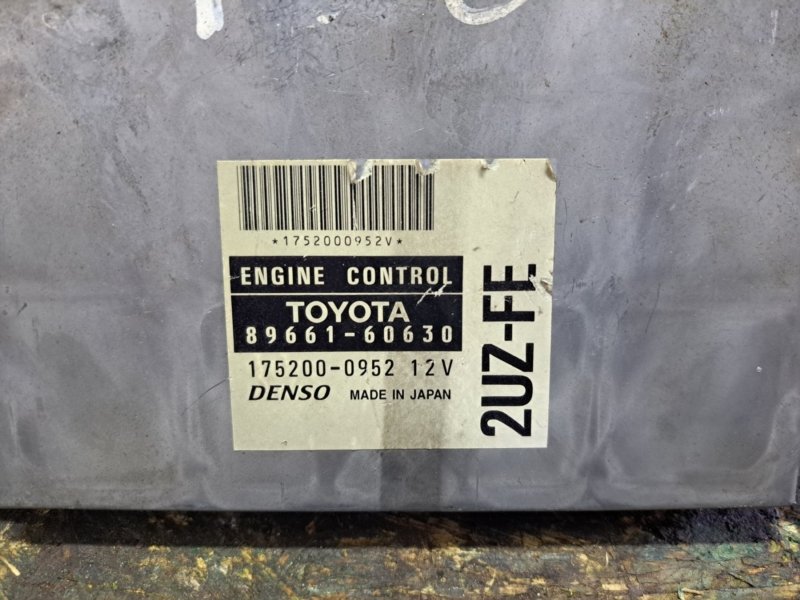 *1752000952V*
ENGINE CONTROL
TOYOTA
89661-60630
175200-0952 12V
DENSO MADE IN JAPAN
2UZ-FE